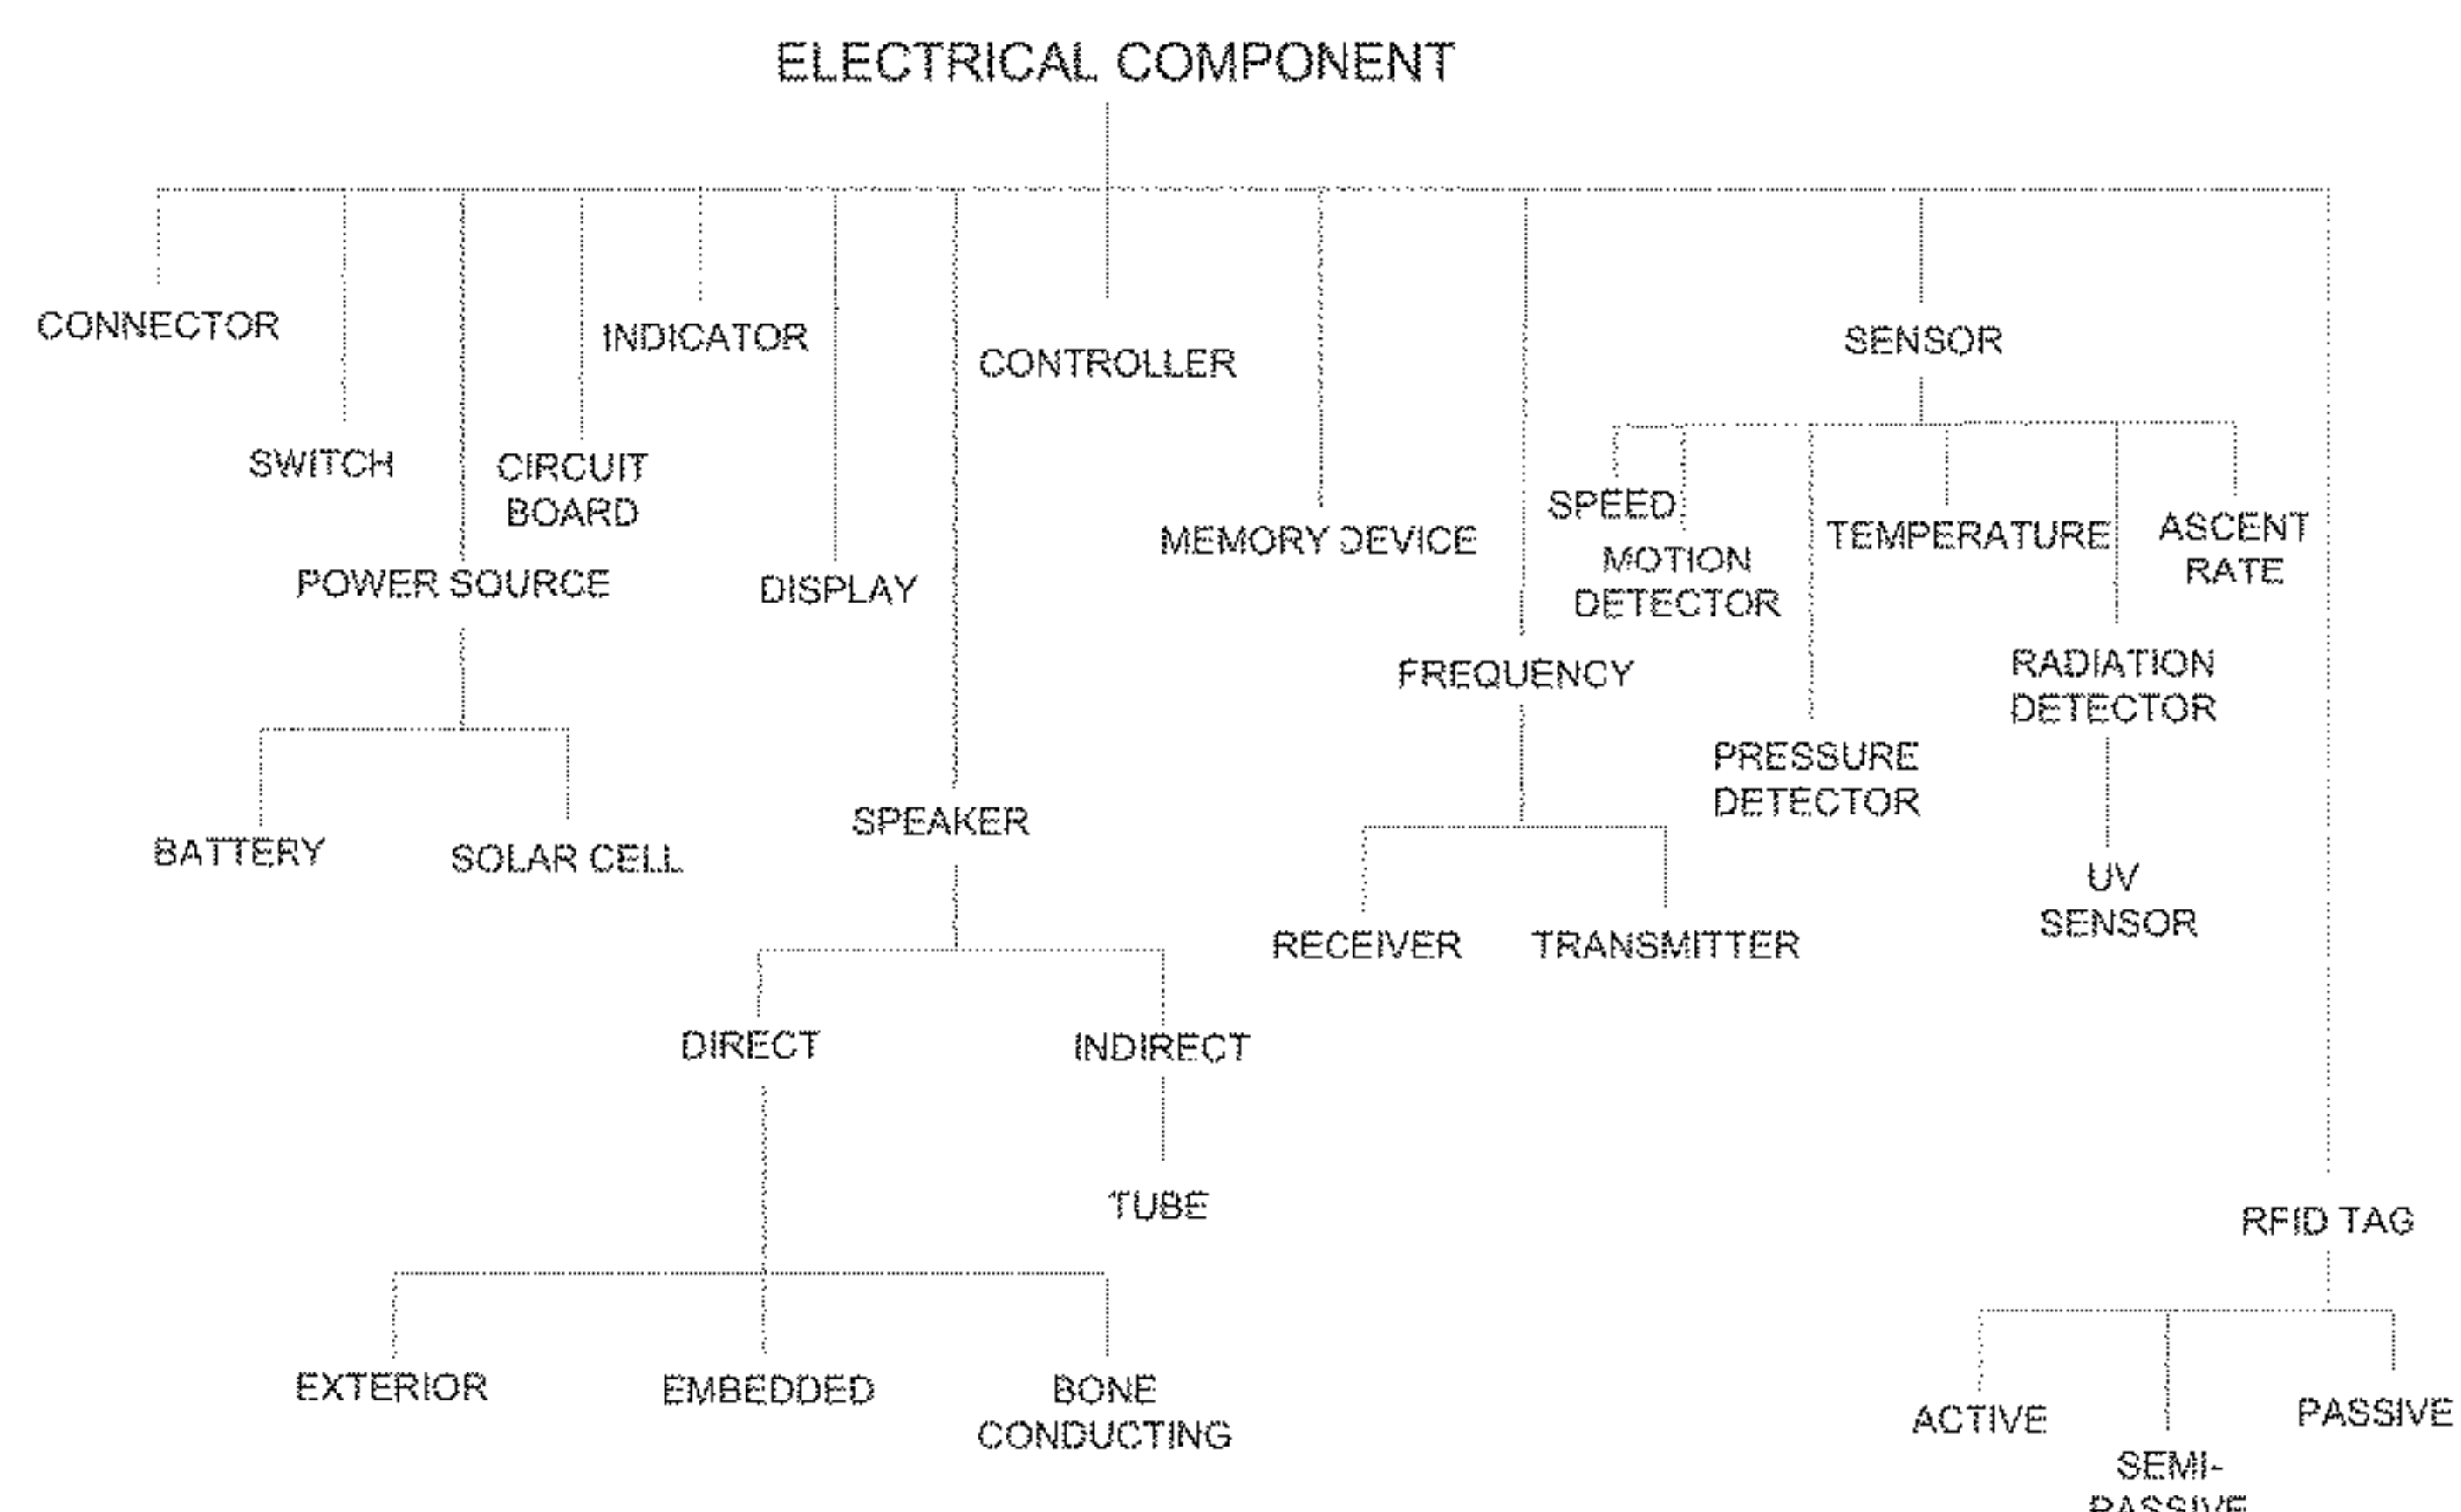 ELECTRICAL COMPONENT
CONNECTOR
INDICATOR
CONTROLLER
SENSOR
SWITCH
CIRCUIT
BOARD
POWER SOURCE
DISPLAY
MEMORY DEVICE
SPEED
MOTION
DETECTOR
TEMPERATURE
ASCENT
RATE
FREQUENCY
RADIATION
DETECTOR
PRESSURE
DETECTOR
BATTERY
SOLAR CELL
SPEAKER
UV
SENSOR
RECEIVER
TRANSMITTER
DIRECT
INDIRECT
TUBE
RFID TAG
EXTERIOR
EMBEDDED
BONE
CONDUCTING
ACTIVE
PASSIVE
SEMI-
PASSIVE